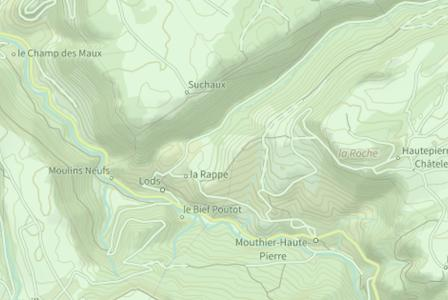 le Champ des Maux
Suchaux
la Roche
Hautepier
Châtele
Moulins Neufs
la Rappe
Lods
le Bief Poutot
Mouthier-Haute-
Pierre